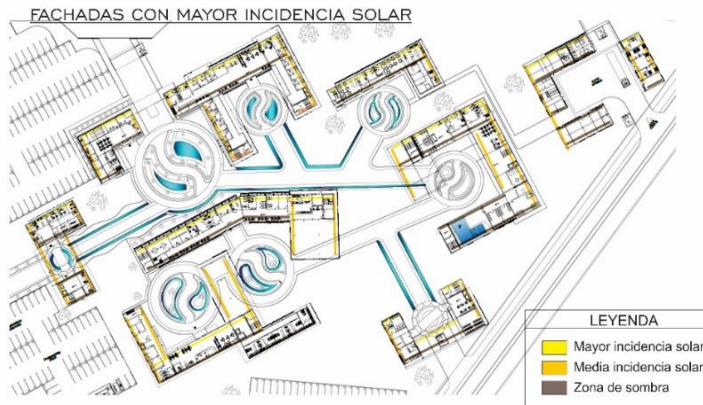 FACHADAS CON MAYOR INCIDENCIA SOLAR
LEYENDA
Mayor incidencia solar
Media incidencia solar
Zona de sombra